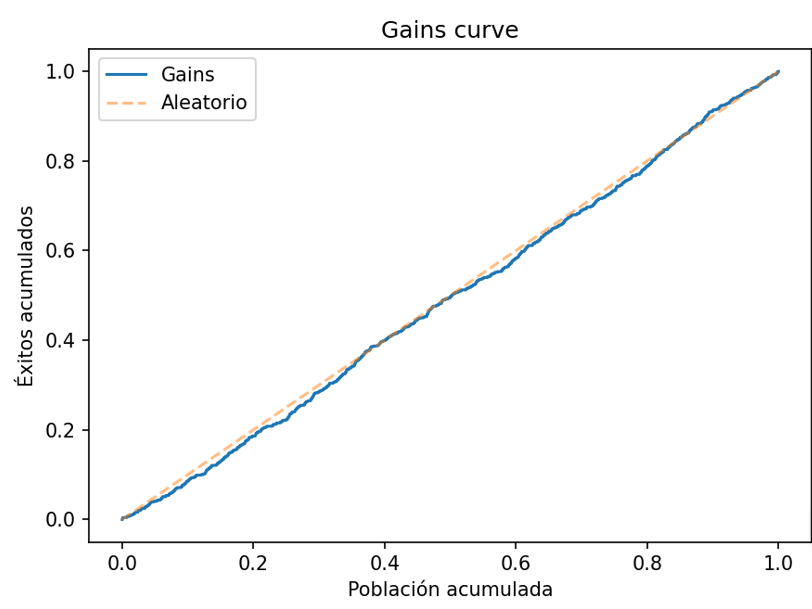 Gains curve
Gains
Aleatorio
1.0
0.8
0.6
0.4
0.2
0.0
Éxitos acumulados
0.0 0.2 0.4 0.6 0.8 1.0
Población acumulada